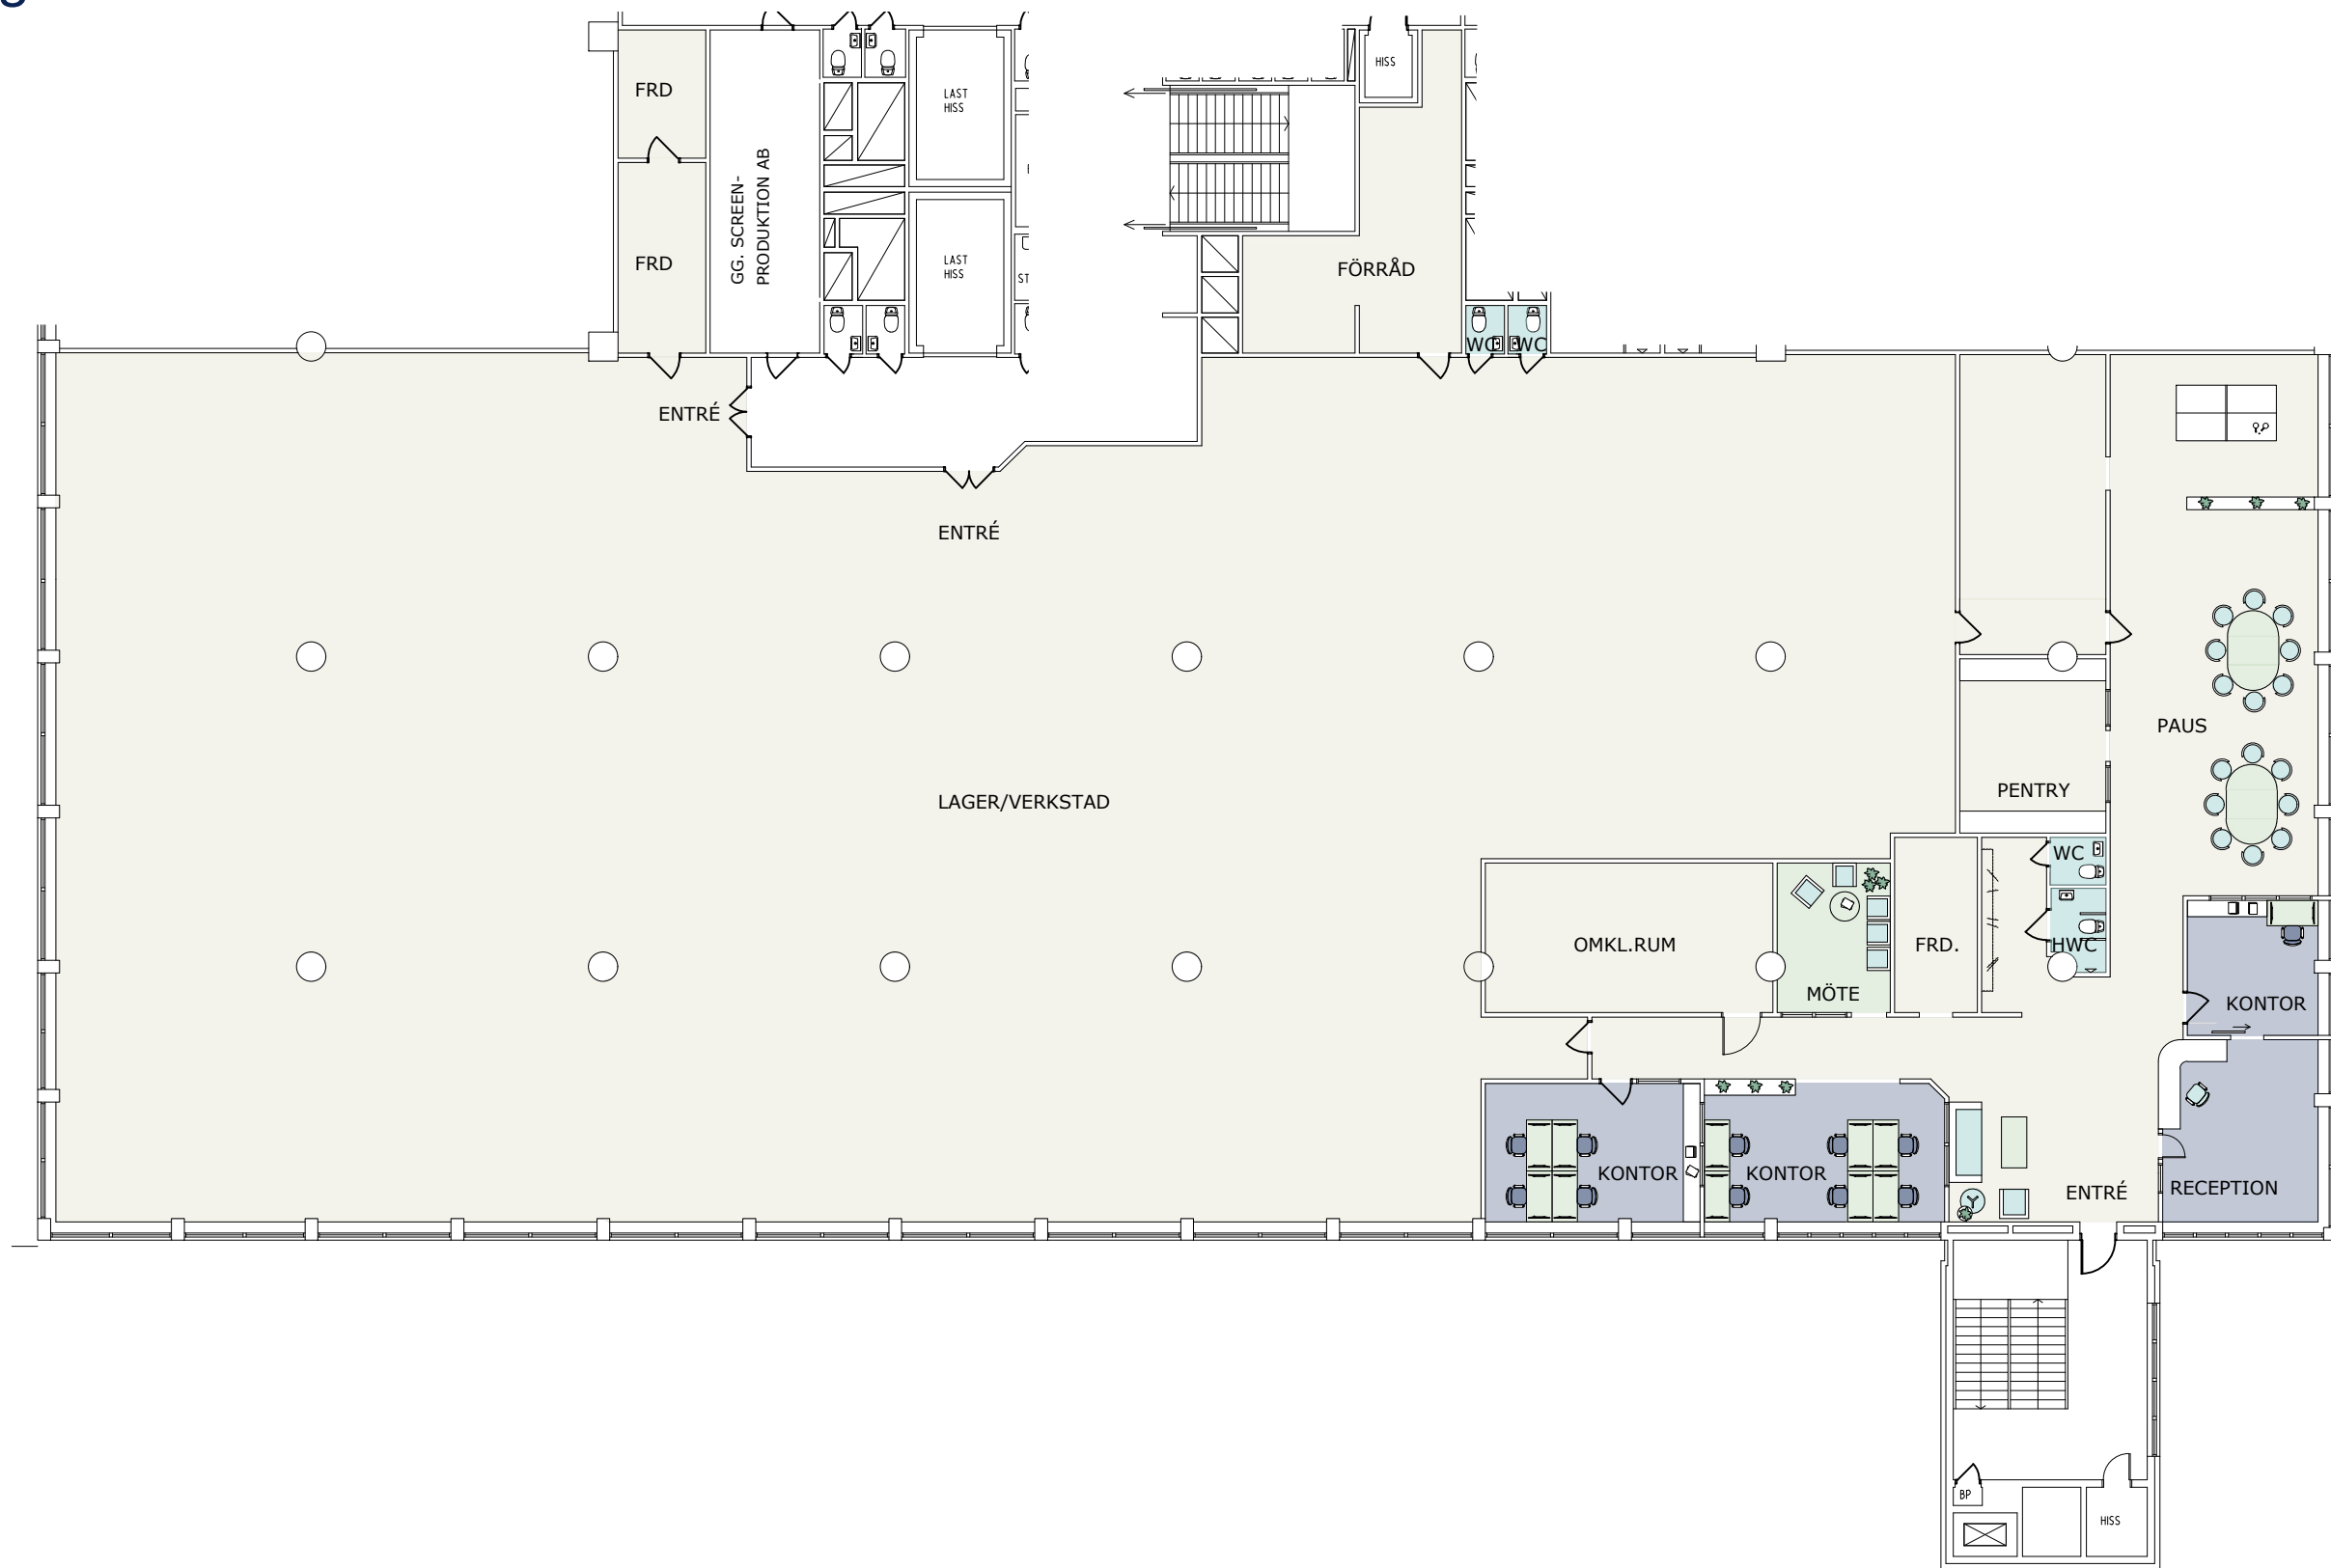 HISS
FRD
LAST
HISS
GG. SCREEN-
PRODUKTION AB
FRD
LAST
HISS
ST
FÖRRÅD
WC
WC
ENTRÉ
ENTRÉ
PAUS
PENTRY
LAGER/VERKSTAD
WC
OMKL.RUM
FRD.
HWC
MÖTE
KONTOR
KONTOR
KONTOR
ENTRÉ
RECEPTION
BP
HISS